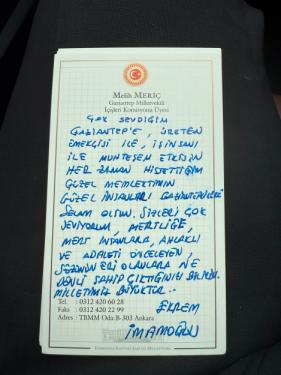 Melih MERİÇ
Gaziantep Milletvekili
İçişleri Komisyonu Üyesi
ÇOK SEVDİĞİM
GAZİANTEP'E, ÜRETEN
EMEKÇİSİ İLE, İŞİNSANI
İLE MUHTEŞEM ETKİSİN
HER ZAMAN HİSSETTİĞİM
GÜZEL MEMLEKETİMİN
GÜZEL İNSANLARI GAZİANTEPLİLERE
SELAM OLSUN. SİZLERİ ÇOK
SEVİYORUM, MERTLİĞE,
MERT İNSANLARA, AHLAKLI
VE ADALETİ ÖNCELEYEN,
SÖZÜNÜN ERİ OLANLARA NE
DENLİ SAHİP ÇIKTIĞINIZI BİLİRİM.
MİLLETİMİZ BÜYÜKTÜR..
Tel : 0312 420 60 28
Faks : 0312 420 22 99
Adres : TBMM Oda:B-303 Ankara
EKREM
İMAMOĞLU